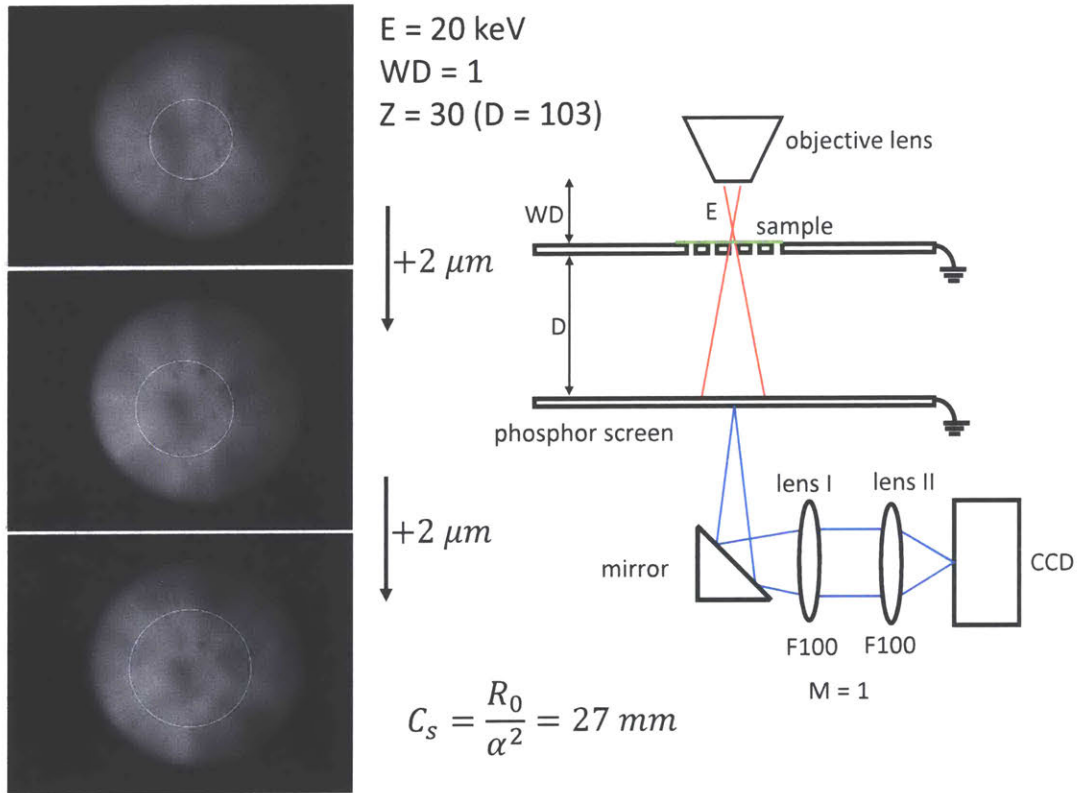 E = 20 keV
WD = 1
Z = 30 (D = 103)
objective lens
WD
E
sample
+2 μm
D
phosphor screen
lens I
lens II
+2 μm
mirror
CCD
F100
F100
M = 1
C_s = R_0/α^2 = 27 mm